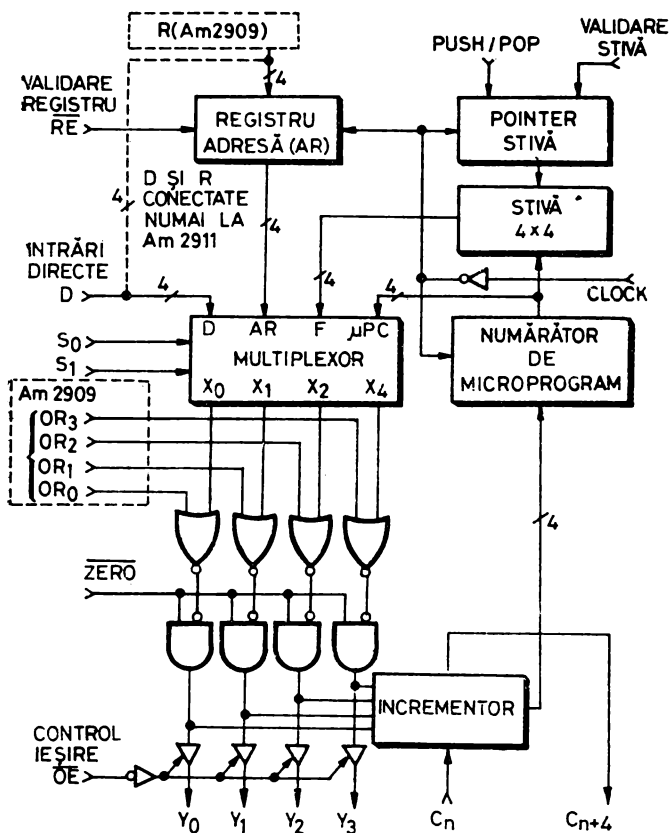 R(Am2909)
4
VALIDARE
REGISTRU
RE
REGISTRU
ADRESĂ (AR)
PUSH/POP
VALIDARE
STIVĂ
POINTER
STIVĂ
STIVĂ
4×4
D ȘI R
CONECTATE
NUMAI LA
Am 2911
4
4
4
4
INTRĂRI
DIRECTE
D
4
CLOCK
S0
S1
D AR F μPC
MULTIPLEXOR
X0 X1 X2 X4
NUMĂRĂTOR
DE
MICROPROGRAM
Am 2909
OR3
OR2
OR1
OR0
4
ZERO
INCREMENTOR
CONTROL
IEȘIRE
OE
Y0 Y1 Y2 Y3 Cn Cn+4